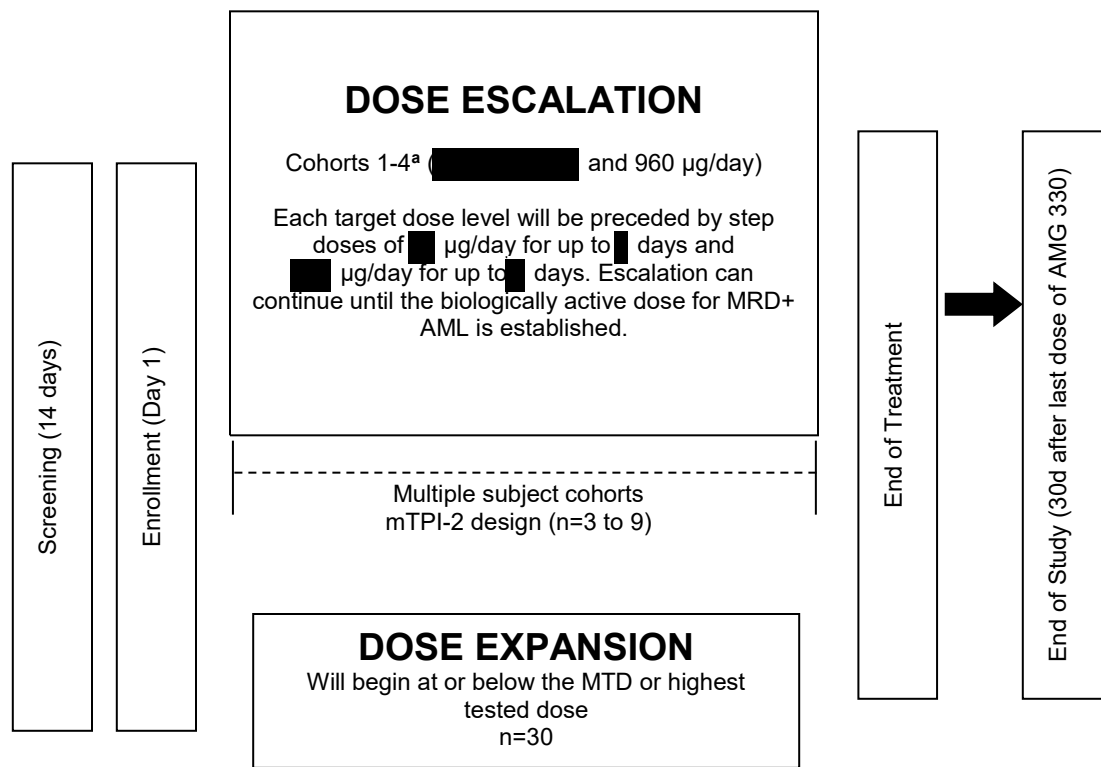 Screening (14 days)
Enrollment (Day 1)
DOSE ESCALATION
Cohorts 1-4ª ( and 960 µg/day)
Each target dose level will be preceded by step
doses of µg/day for up to days and
µg/day for up to days. Escalation can
continue until the biologically active dose for MRD+
AML is established.
Multiple subject cohorts
mTPI-2 design (n=3 to 9)
DOSE EXPANSION
Will begin at or below the MTD or highest
tested dose
n=30
End of Treatment
End of Study (30d after last dose of AMG 330)